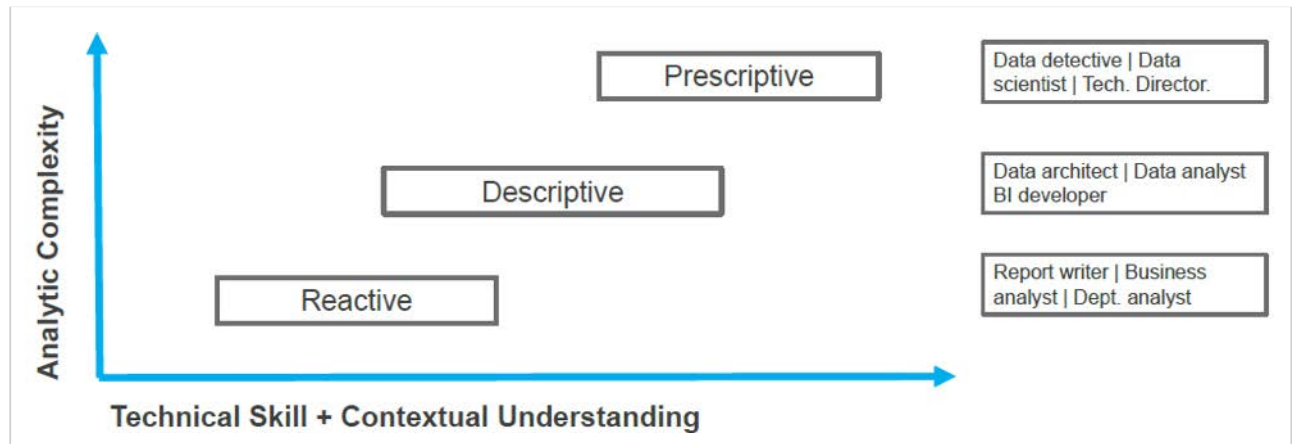 Analytic Complexity
Prescriptive
Data detective | Data
scientist | Tech. Director.
Descriptive
Data architect | Data analyst
BI developer
Reactive
Report writer | Business
analyst | Dept. analyst
Technical Skill + Contextual Understanding